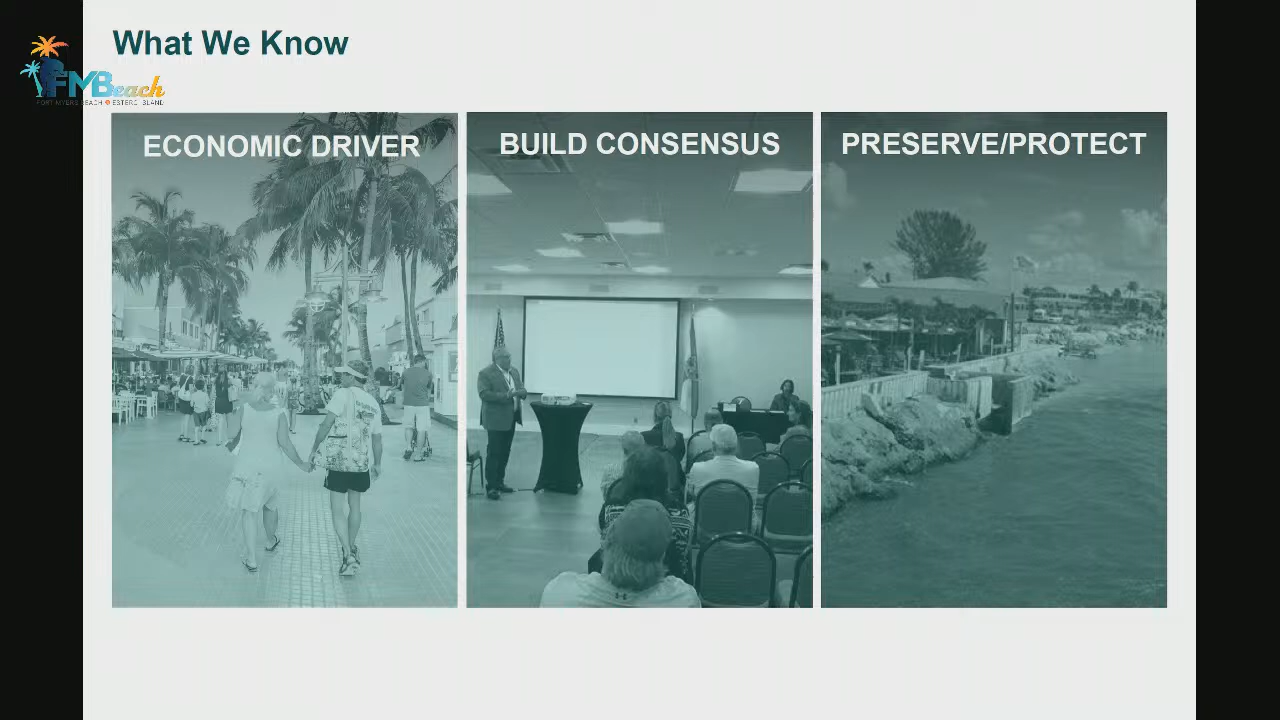 What We Know
FMBeach
FORT MYERS BEACH ESTERO ISLAND
ECONOMIC DRIVER
BUILD CONSENSUS
PRESERVE/PROTECT